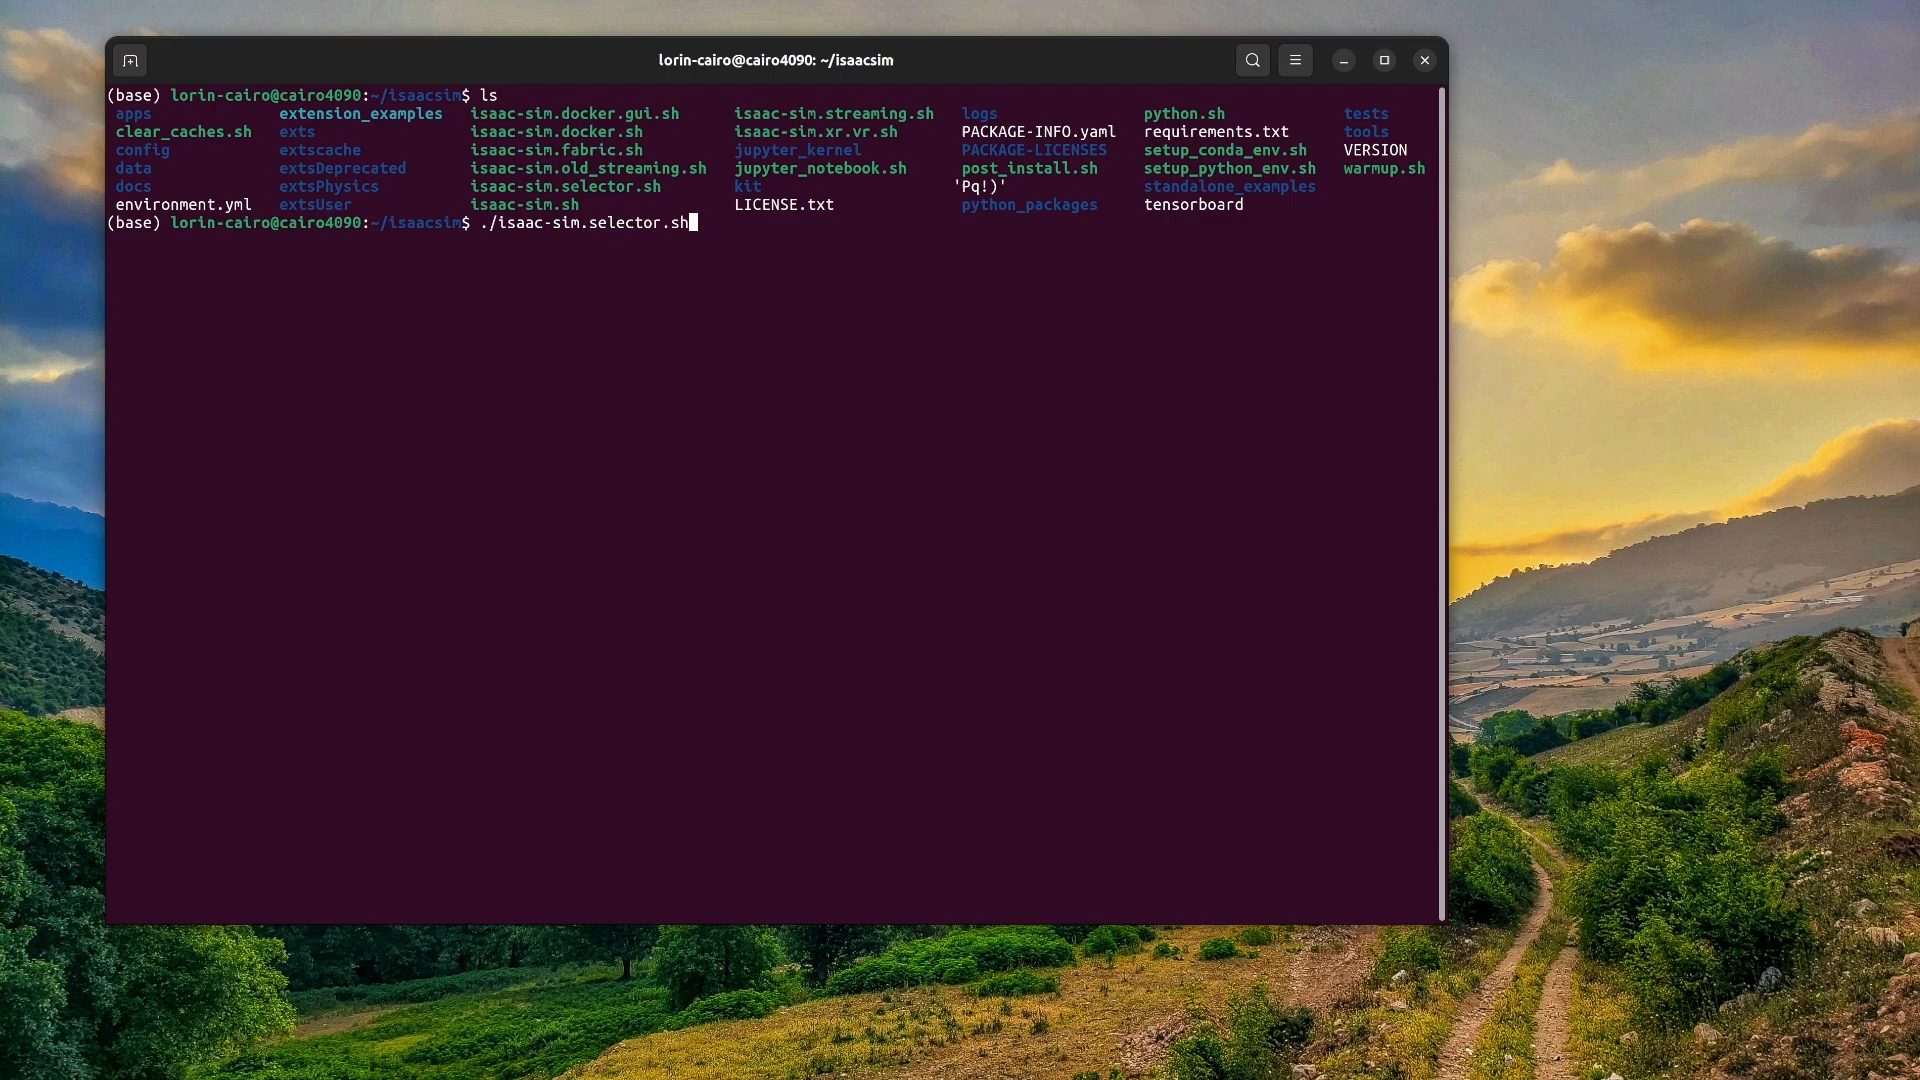 lorin-cairo@cairo4090: ~/isaacsim
(base) lorin-cairo@cairo4090:~/isaacsim$ ls
apps extension_examples isaac-sim.docker.gui.sh isaac-sim.streaming.sh logs python.sh tests
clear_caches.sh exts isaac-sim.docker.sh isaac-sim.xr.vr.sh PACKAGE-INFO.yaml requirements.txt tools
config extscache isaac-sim.fabric.sh jupyter_kernel PACKAGE-LICENSES setup_conda_env.sh VERSION
data extsDeprecated isaac-sim.old_streaming.sh jupyter_notebook.sh post_install.sh setup_python_env.sh warmup.sh
docs extsPhysics isaac-sim.selector.sh kit 'Pq!)' standalone_examples
environment.yml extsUser isaac-sim.sh LICENSE.txt python_packages tensorboard
(base) lorin-cairo@cairo4090:~/isaacsim$ ./isaac-sim.selector.sh